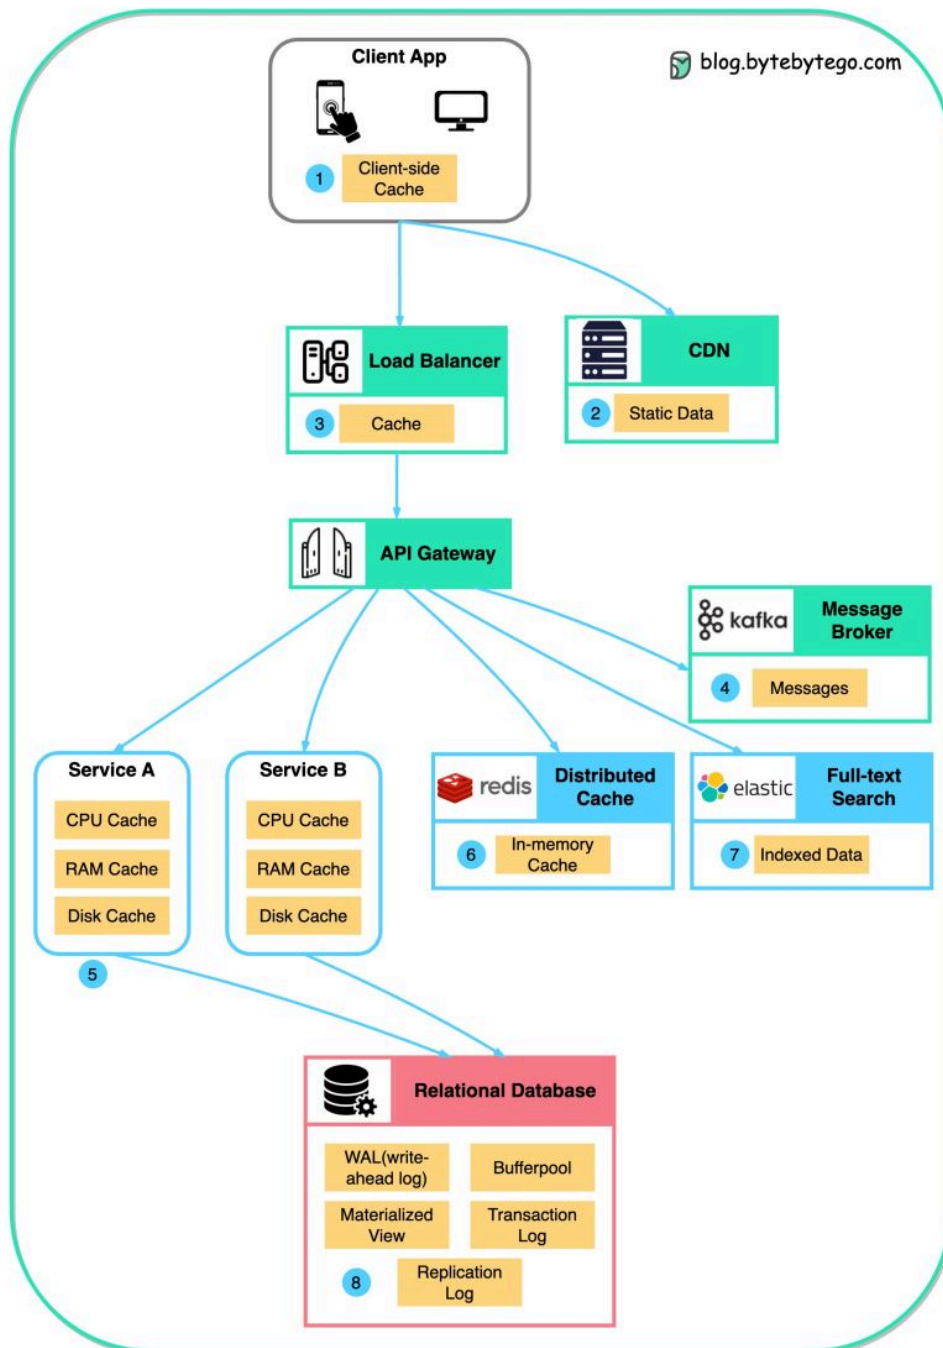 Client App
blog.bytebytego.com
1
Client-side
Cache
Load Balancer
3
Cache
CDN
2
Static Data
API Gateway
kafka
Message
Broker
4
Messages
Service A
CPU Cache
RAM Cache
Disk Cache
5
Service B
CPU Cache
RAM Cache
Disk Cache
redis
Distributed
Cache
6
In-memory
Cache
elastic
Full-text
Search
7
Indexed Data
Relational Database
WAL(write-
ahead log)
Bufferpool
Materialized
View
Transaction
Log
8
Replication
Log